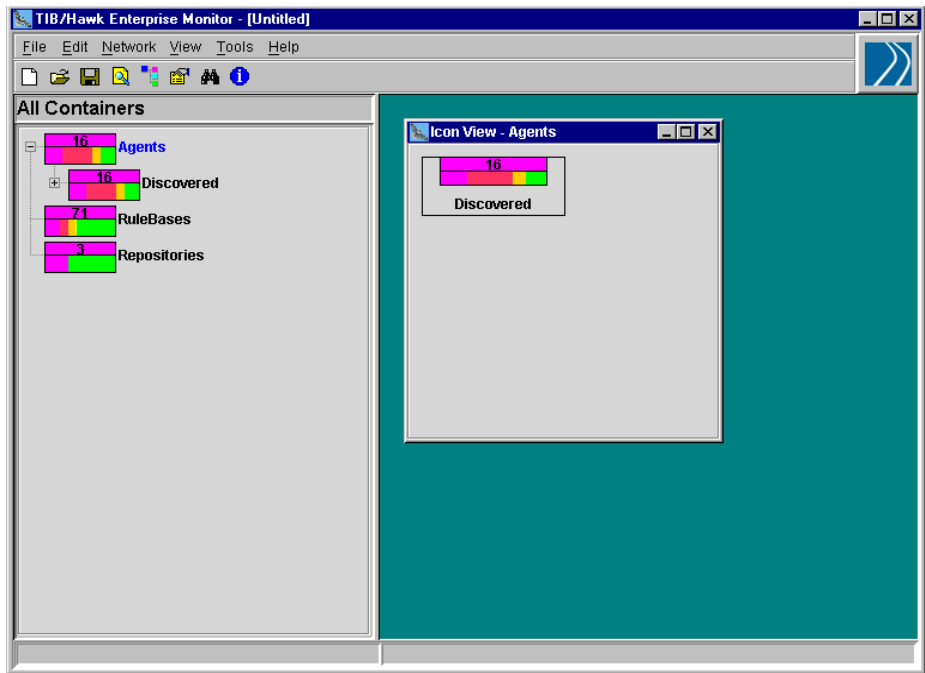 TIB/Hawk Enterprise Monitor - [Untitled]
File Edit Network View Tools Help
All Containers
16
Agents
16
Discovered
71
RuleBases
3
Repositories
Icon View - Agents
16
Discovered